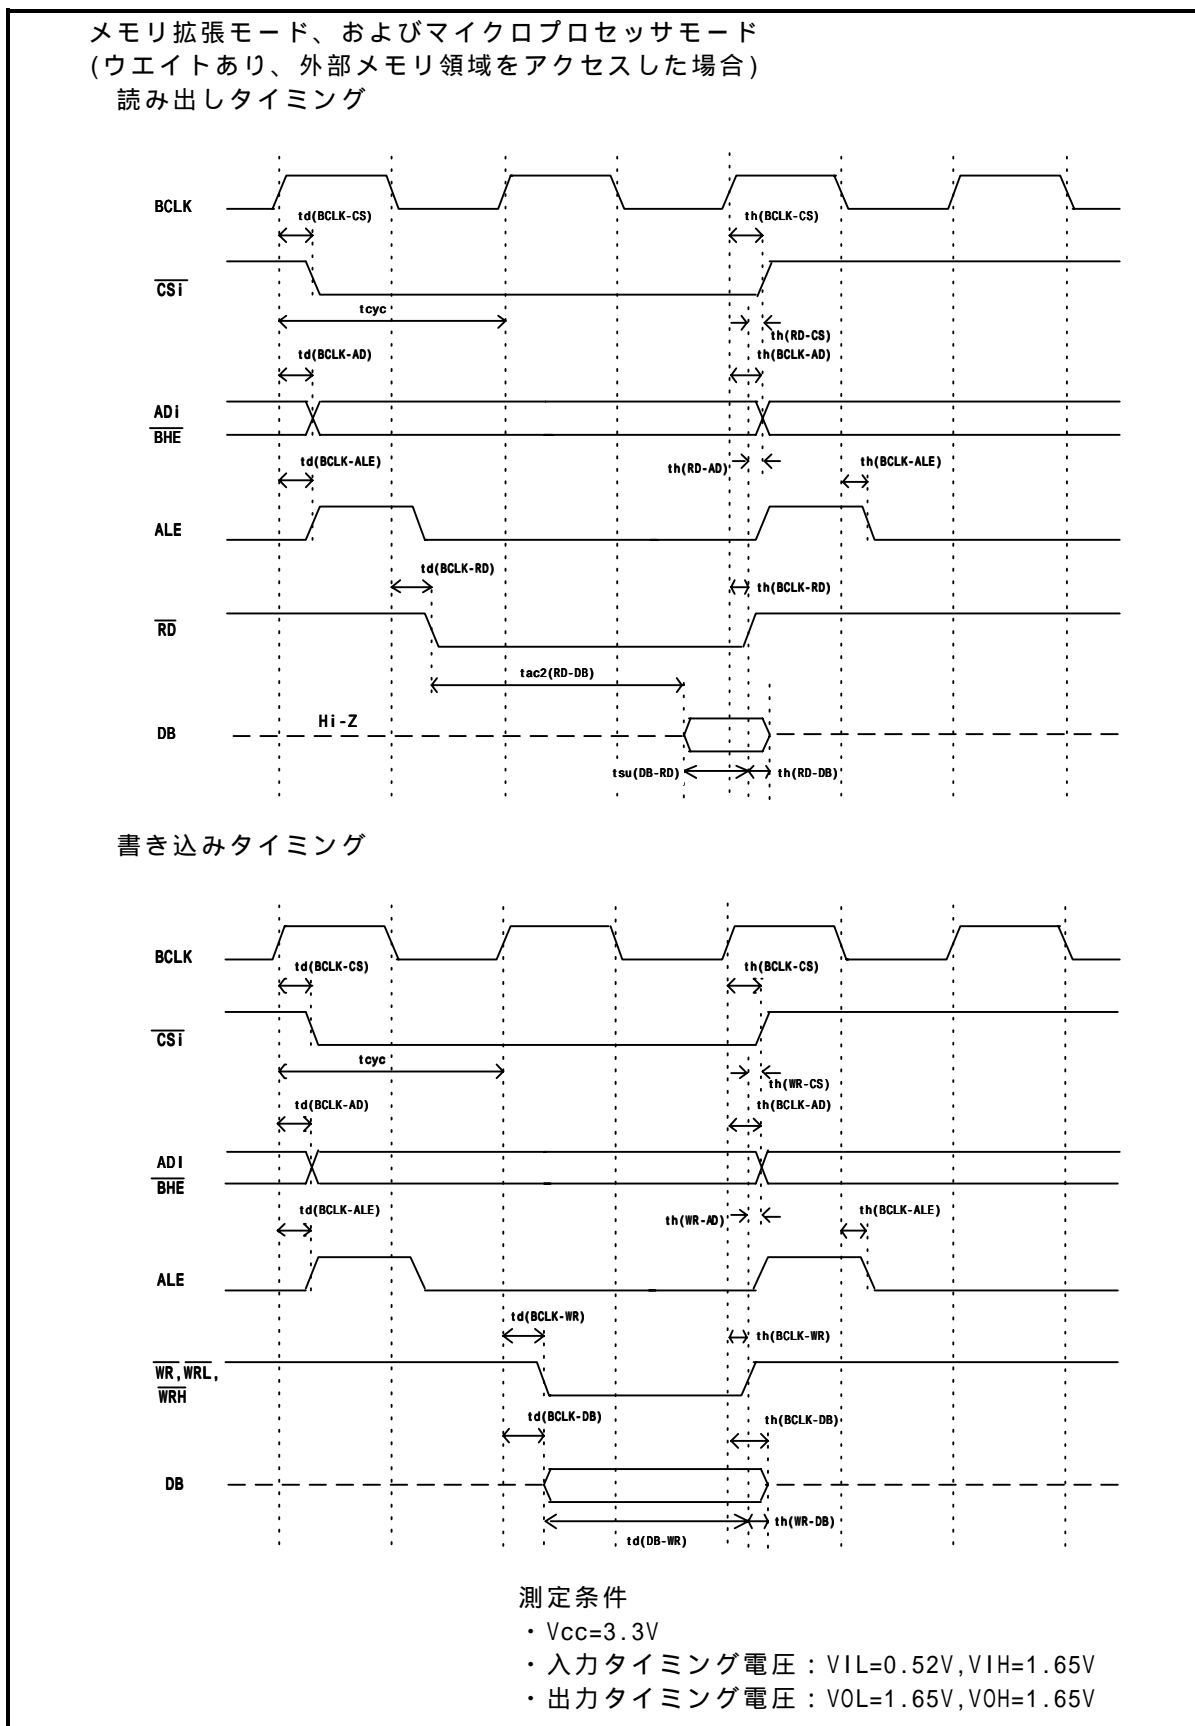 メモリ拡張モード、およびマイクロプロセッサモード
(ウエイトあり、外部メモリ領域をアクセスした場合)
読み出しタイミング
BCLK
td(BCLK-CS)
th(BCLK-CS)
CSi
tcyc
th(RD-CS)
td(BCLK-AD)
th(BCLK-AD)
ADi
BHE
td(BCLK-ALE)
th(RD-AD)
th(BCLK-ALE)
ALE
td(BCLK-RD)
th(BCLK-RD)
RD
tac2(RD-DB)
Hi-Z
DB
tsu(DB-RD)
th(RD-DB)
書き込みタイミング
BCLK
td(BCLK-CS)
th(BCLK-CS)
CSi
tcyc
th(WR-CS)
td(BCLK-AD)
th(BCLK-AD)
ADI
BHE
td(BCLK-ALE)
th(WR-AD)
th(BCLK-ALE)
ALE
td(BCLK-WR)
th(BCLK-WR)
WR,WRL,
WRH
td(BCLK-DB)
th(BCLK-DB)
DB
td(DB-WR)
th(WR-DB)
測定条件
・Vcc=3.3V
・入力タイミング電圧:VIL=0.52V,VIH=1.65V
・出力タイミング電圧:VOL=1.65V,VOH=1.65V